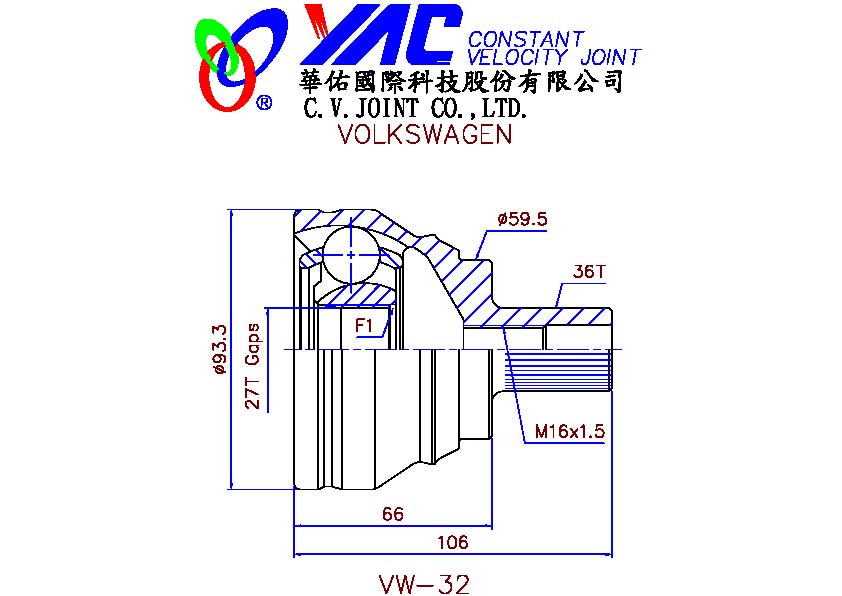 YAC CONSTANT
VELOCITY JOINT
®
華佑國際科技股份有限公司
C.V.JOINT CO.,LTD.
VOLKSWAGEN
ø59.5
36T
F1
ø93.3
27T Gaps
M16x1.5
66
106
VW-32